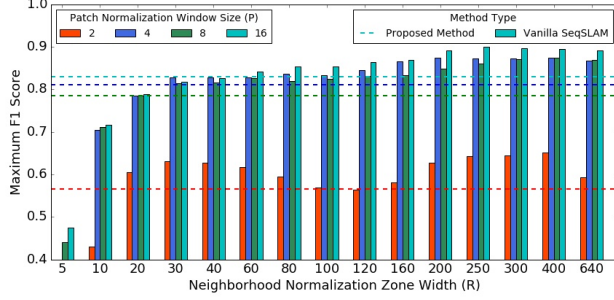 Patch Normalization Window Size (P)
2 4 8 16
Method Type
Proposed Method Vanilla SeqSLAM
Maximum F1 Score
1.0
0.9
0.8
0.7
0.6
0.5
0.4
5 10 20 30 40 60 80 100 120 160 200 250 300 400 640
Neighborhood Normalization Zone Width (R)